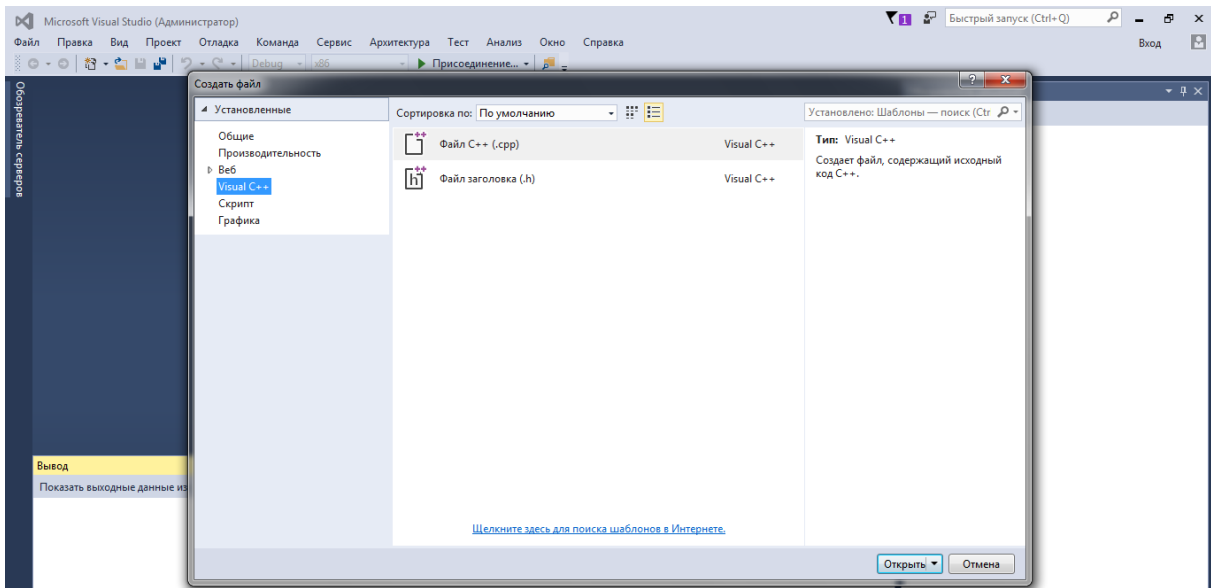 Microsoft Visual Studio (Администратор)
1
Быстрый запуск (Ctrl+Q)
Файл Правка Вид Проект Отладка Команда Сервис Архитектура Тест Анализ Окно Справка
Вход
Debug x86 Присоединение...
Обозреватель серверов
Создать файл
Установленные
Сортировка по: По умолчанию
Установлено: Шаблоны — поиск (Ctr
Общие
Производительность
Веб
Visual C++
Скрипт
Графика
Файл C++ (.cpp) Visual C++
Файл заголовка (.h) Visual C++
Тип: Visual C++
Создает файл, содержащий исходный
код C++.
Вывод
Показать выходные данные из
Щелкните здесь для поиска шаблонов в Интернете.
Открыть Отмена